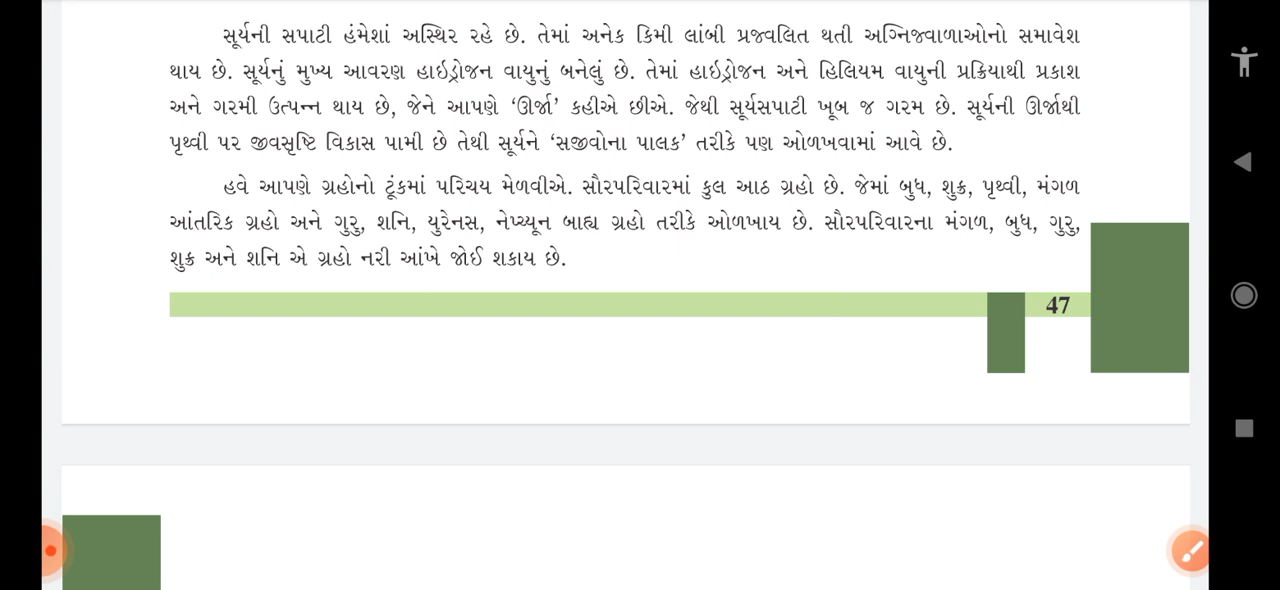 સૂર્યની સપાટી હંમેશાં અસ્થિર રહે છે. તેમાં અનેક કિમી લાંબી પ્રજ્વલિત થતી અગ્નિજ્વાળાઓનો સમાવેશ
થાય છે. સૂર્યનું મુખ્ય આવરણ હાઇડ્રોજન વાયુનું બનેલું છે. તેમાં હાઇડ્રોજન અને હિલિયમ વાયુની પ્રક્રિયાથી પ્રકાશ
અને ગરમી ઉત્પન્ન થાય છે, જેને આપણે ‘ઊર્જા’ કહીએ છીએ. જેથી સૂર્યસપાટી ખૂબ જ ગરમ છે. સૂર્યની ઊર્જાથી
પૃથ્વી પર જીવસૃષ્ટિ વિકાસ પામી છે તેથી સૂર્યને ‘સજીવોના પાલક’ તરીકે પણ ઓળખવામાં આવે છે.
હવે આપણે ગ્રહોનો ટૂંકમાં પરિચય મેળવીએ. સૌરપરિવારમાં કુલ આઠ ગ્રહો છે. જેમાં બુધ, શુક્ર, પૃથ્વી, મંગળ
આંતરિક ગ્રહો અને ગુરુ, શનિ, યુરેનસ, નેપ્ચ્યૂન બાહ્ય ગ્રહો તરીકે ઓળખાય છે. સૌરપરિવારના મંગળ, બુધ, ગુરુ,
શુક્ર અને શનિ એ ગ્રહો નરી આંખે જોઈ શકાય છે.
47